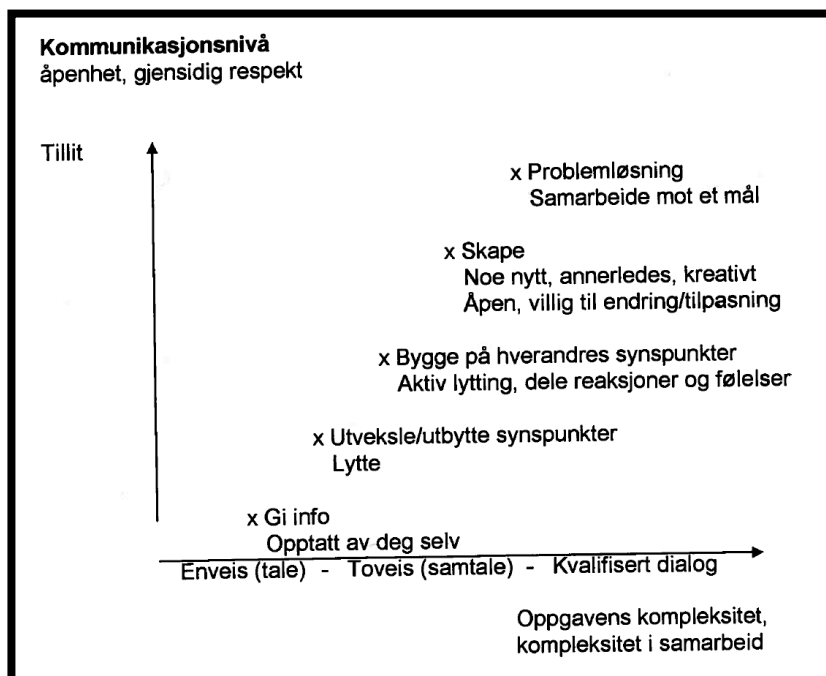 Kommunikasjonsnivå
åpenhet, gjensidig respekt
Tillit
x Problemløsning
Samarbeide mot et mål
x Skape
Noe nytt, annerledes, kreativt
Åpen, villig til endring/tilpasning
x Bygge på hverandres synspunkter
Aktiv lytting, dele reaksjoner og følelser
x Utveksle/utbytte synspunkter
Lytte
x Gi info
Opptatt av deg selv
Enveis (tale) - Toveis (samtale) - Kvalifisert dialog
Oppgavens kompleksitet,
kompleksitet i samarbeid